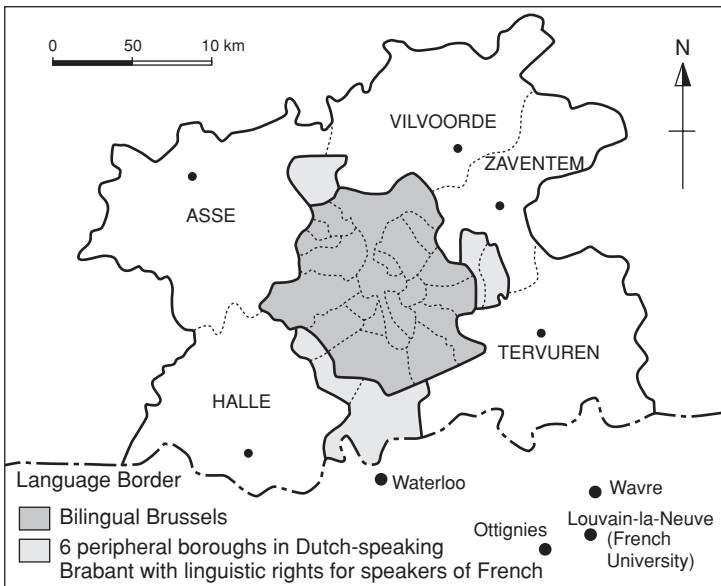 0 50 10 km
N
VILVOORDE
ZAVENTEM
ASSE
TERVUREN
HALLE
Language Border
Waterloo
Wavre
Bilingual Brussels
Ottignies
Louvain-la-Neuve
(French
University)
6 peripheral boroughs in Dutch-speaking
Brabant with linguistic rights for speakers of French